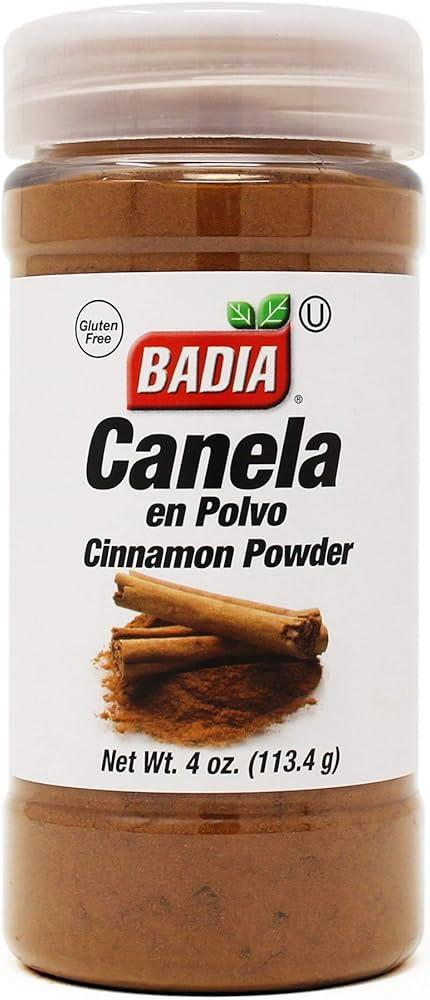 Gluten
Free
U
BADIA
®
Canela
en Polvo
Cinnamon Powder
Net Wt. 4 oz. (113.4 g)